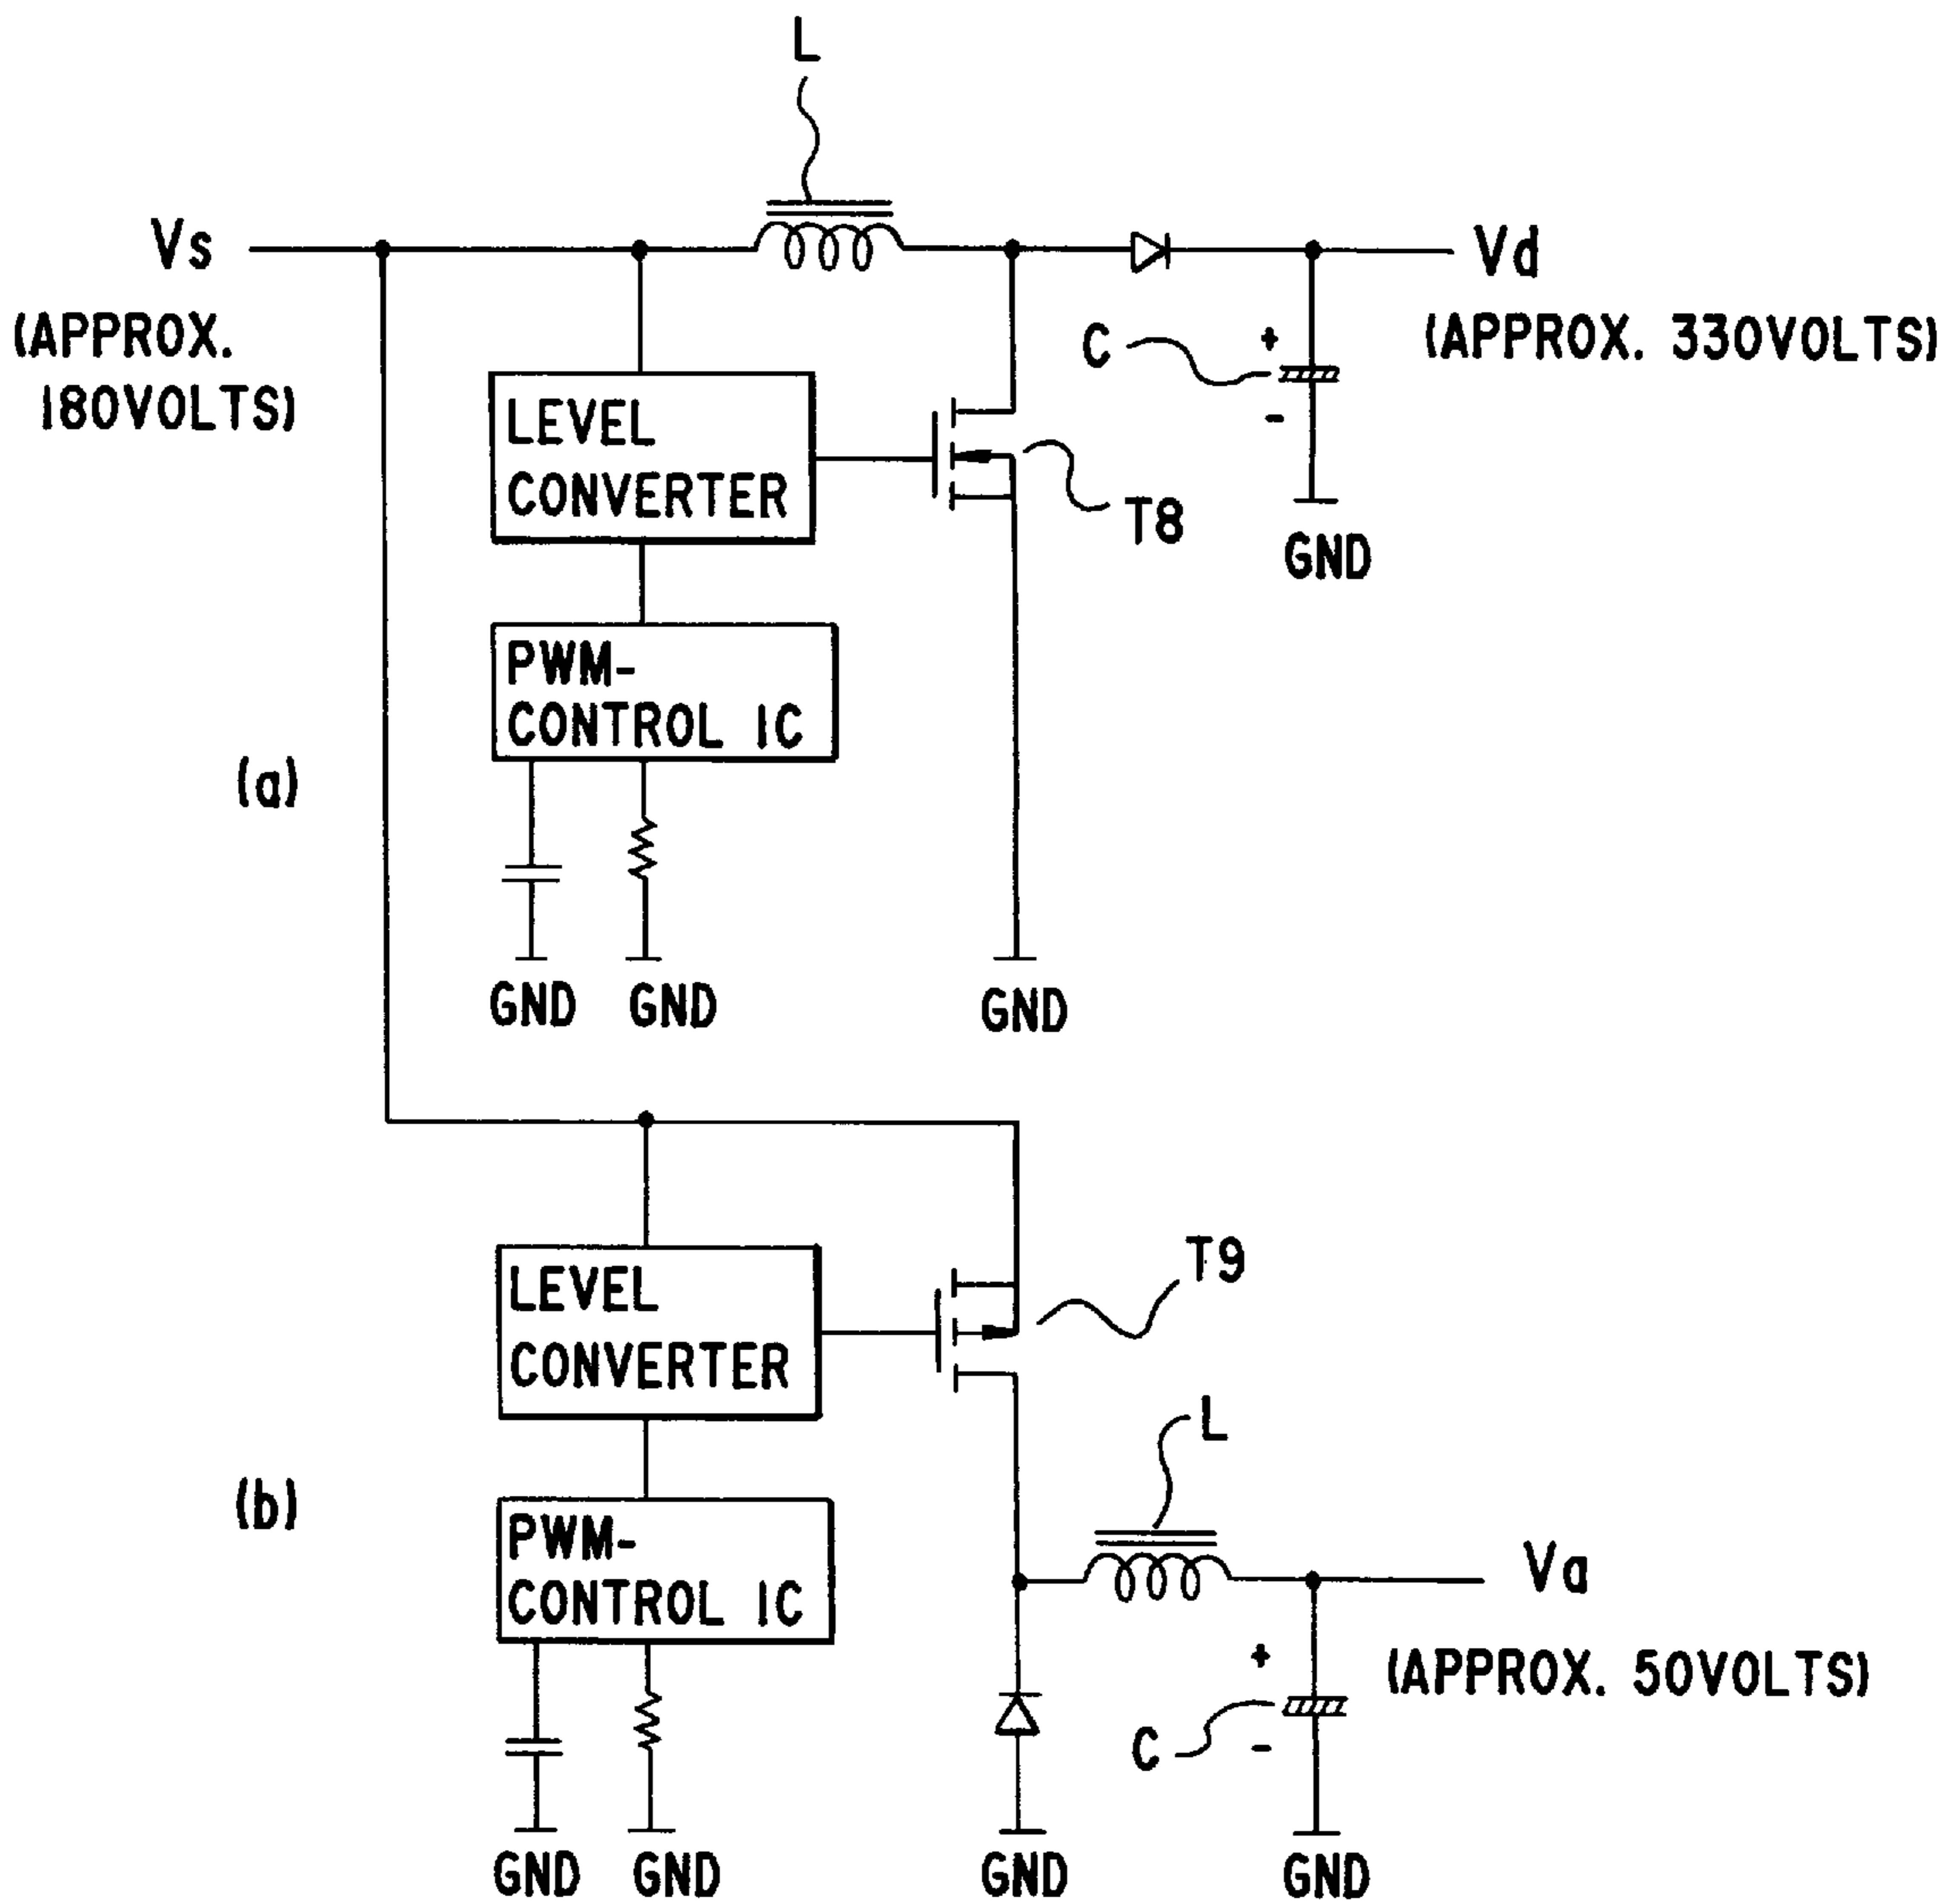 L
Vs
Vd
(APPROX.
180VOLTS)
(APPROX. 330VOLTS)
C
+
-
LEVEL
CONVERTER
T8
GND
PWM-
CONTROL IC
(a)
GND
GND
GND
T9
LEVEL
CONVERTER
L
(b)
PWM-
CONTROL IC
Va
(APPROX. 50VOLTS)
+
C
-
GND
GND
GND
GND